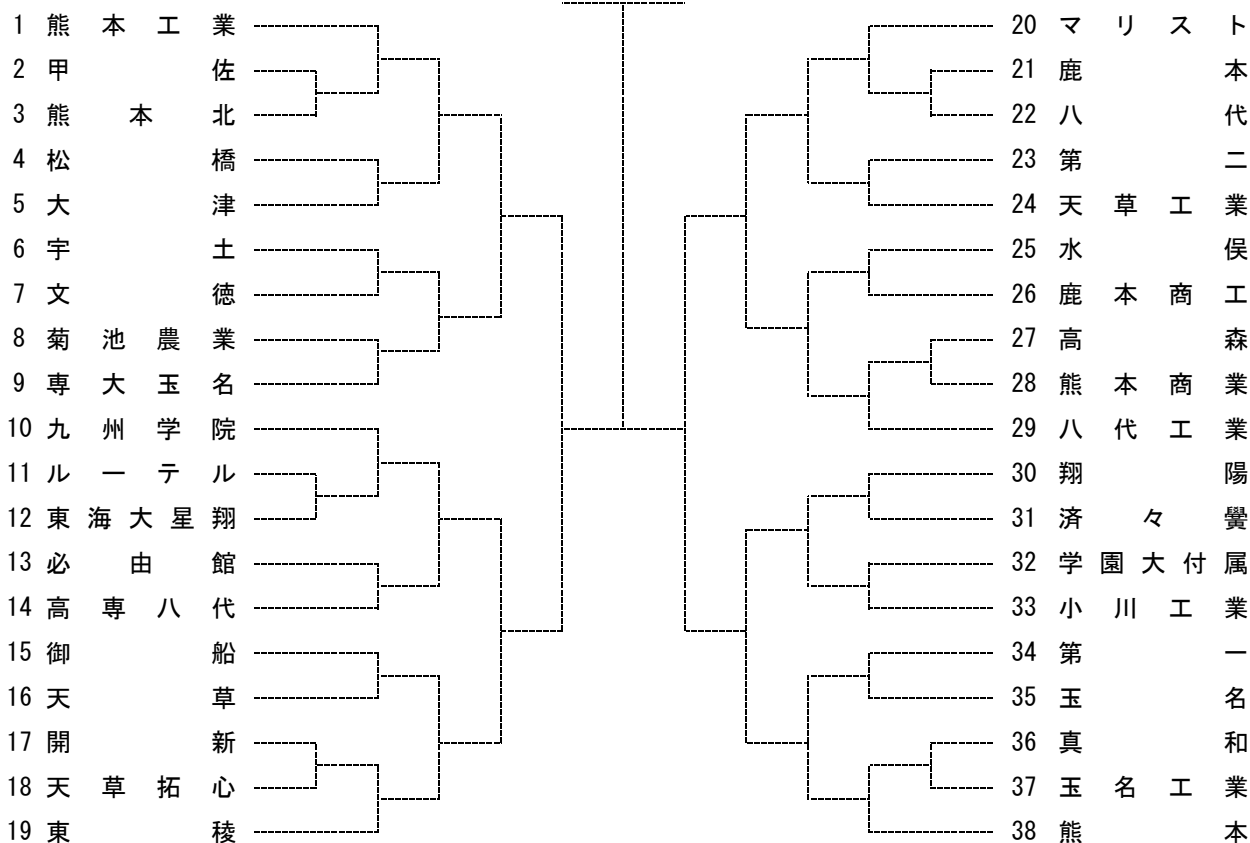 1 熊本工業
2 甲佐
3 熊本北
4 松橋
5 大津
6 宇土
7 文徳
8 菊池農業
9 専大玉名
10 九州学院
11 ルーテル
12 東海大星翔
13 必由館
14 高専八代
15 御船
16 天草
17 開新
18 天草拓心
19 東稜
20 マリスト
21 鹿本
22 八代
23 第二
24 天草工業
25 水俣
26 鹿本商工
27 高森
28 熊本商業
29 八代工業
30 翔陽
31 済々黌
32 学園大付属
33 小川工業
34 第一
35 玉名
36 真和
37 玉名工業
38 熊本